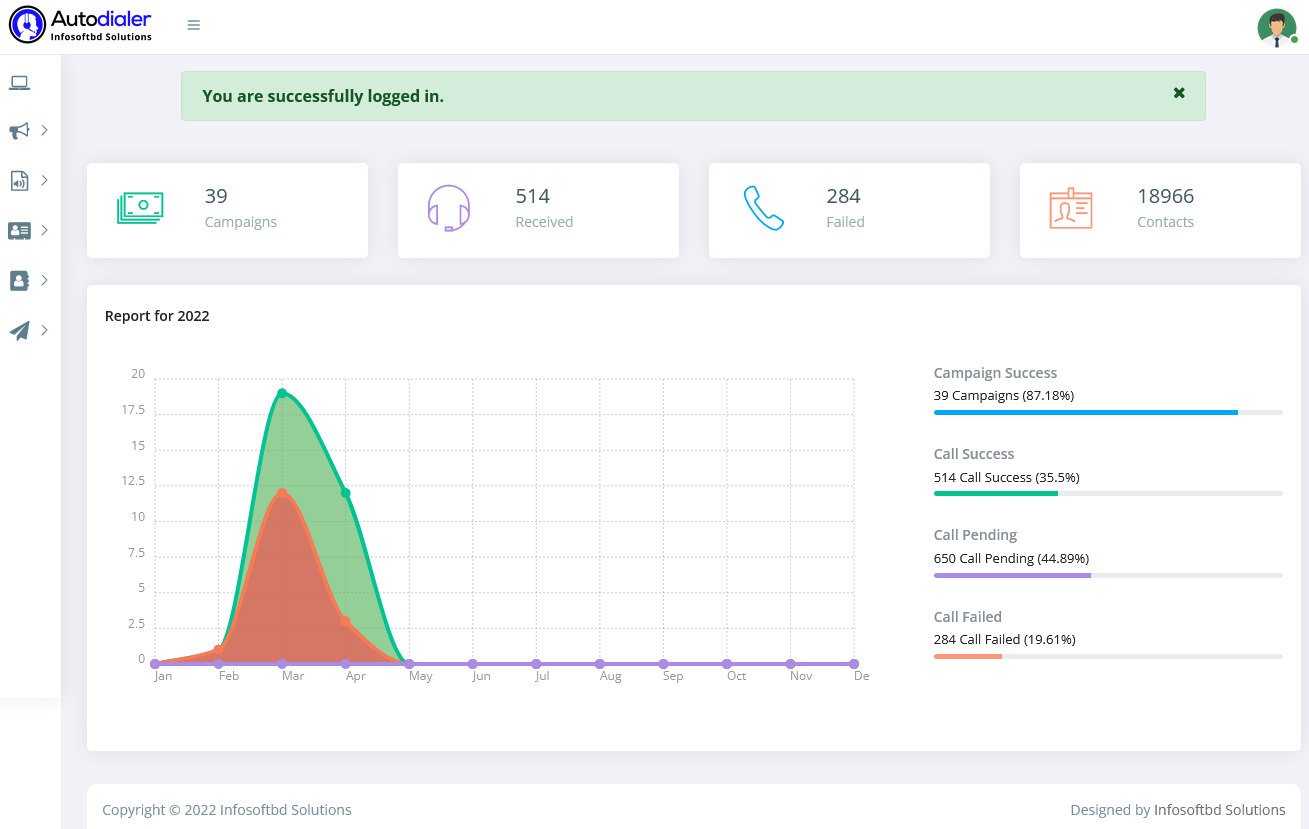 Autodialer
Infosoftbd Solutions
You are successfully logged in.
39
Campaigns
514
Received
284
Failed
18966
Contacts
Report for 2022
20
17.5
15
12.5
10
7.5
5
2.5
0
Jan Feb Mar Apr May Jun Jul Aug Sep Oct Nov De
Campaign Success
39 Campaigns (87.18%)
Call Success
514 Call Success (35.5%)
Call Pending
650 Call Pending (44.89%)
Call Failed
284 Call Failed (19.61%)
Copyright © 2022 Infosoftbd Solutions
Designed by Infosoftbd Solutions